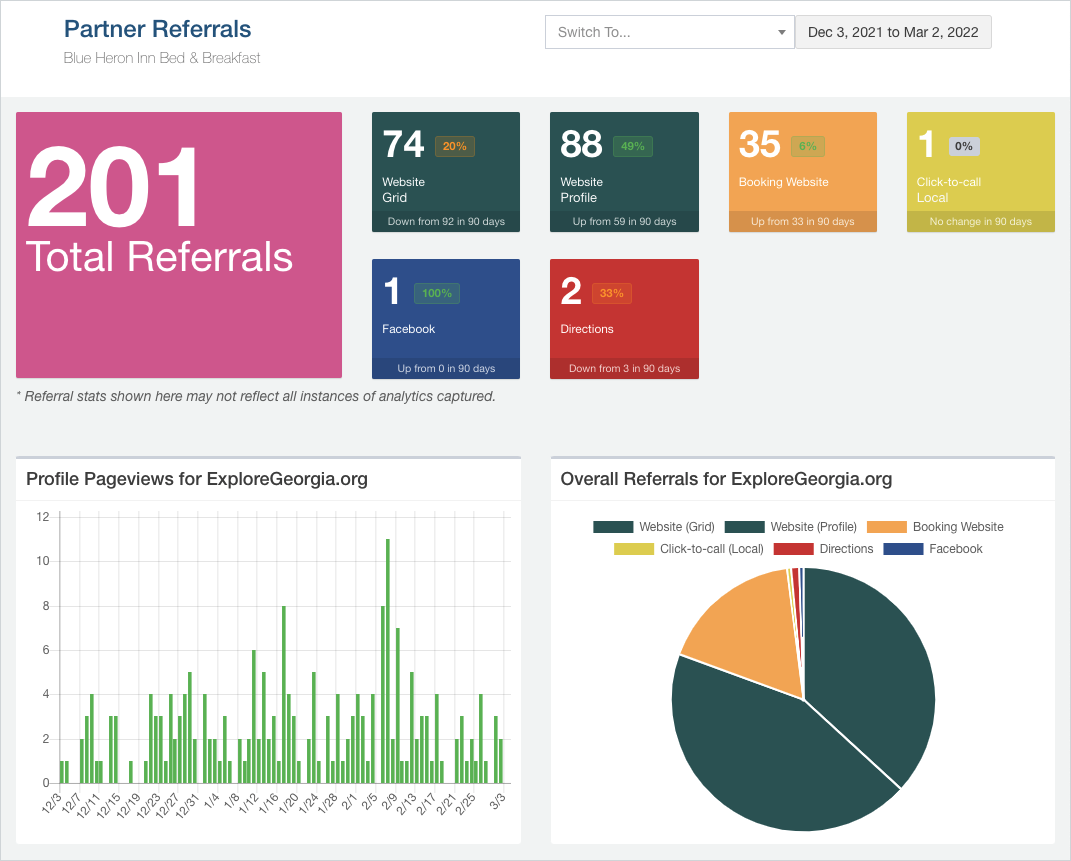 Partner Referrals
Blue Heron Inn Bed & Breakfast
Switch To...
Dec 3, 2021 to Mar 2, 2022
201
Total Referrals
74 20%
Website
Grid
Down from 92 in 90 days
88 49%
Website
Profile
Up from 59 in 90 days
35 6%
Booking Website
Up from 33 in 90 days
1 0%
Click-to-call
Local
No change in 90 days
1 100%
Facebook
Up from 0 in 90 days
2 33%
Directions
Down from 3 in 90 days
* Referral stats shown here may not reflect all instances of analytics captured.
Profile Pageviews for ExploreGeorgia.org
12
10
8
6
4
2
0
12/3 12/7 12/11 12/15 12/19 12/23 12/27 12/31 1/4 1/8 1/12 1/16 1/20 1/24 1/28 2/1 2/5 2/9 2/13 2/17 2/21 2/25 3/3
Overall Referrals for ExploreGeorgia.org
Website (Grid) Website (Profile) Booking Website
Click-to-call (Local) Directions Facebook